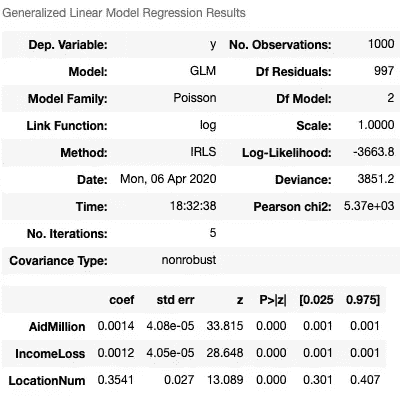 Generalized Linear Model Regression Results
Dep. Variable: y No. Observations: 1000
Model: GLM Df Residuals: 997
Model Family: Poisson Df Model: 2
Link Function: log Scale: 1.0000
Method: IRLS Log-Likelihood: -3663.8
Date: Mon, 06 Apr 2020 Deviance: 3851.2
Time: 18:32:38 Pearson chi2: 5.37e+03
No. Iterations: 5
Covariance Type: nonrobust
coef std err z P>|z| [0.025 0.975]
AidMillion 0.0014 4.08e-05 33.815 0.000 0.001 0.001
IncomeLoss 0.0012 4.05e-05 28.648 0.000 0.001 0.001
LocationNum 0.3541 0.027 13.089 0.000 0.301 0.407